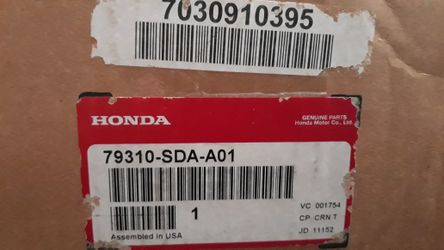 7030910395
HONDA
GENUINE PARTS
Honda Motor Co., Ltd.
79310-SDA-A01
1
VC 001754
CP CRN T
JD 11152
Assembled in USA